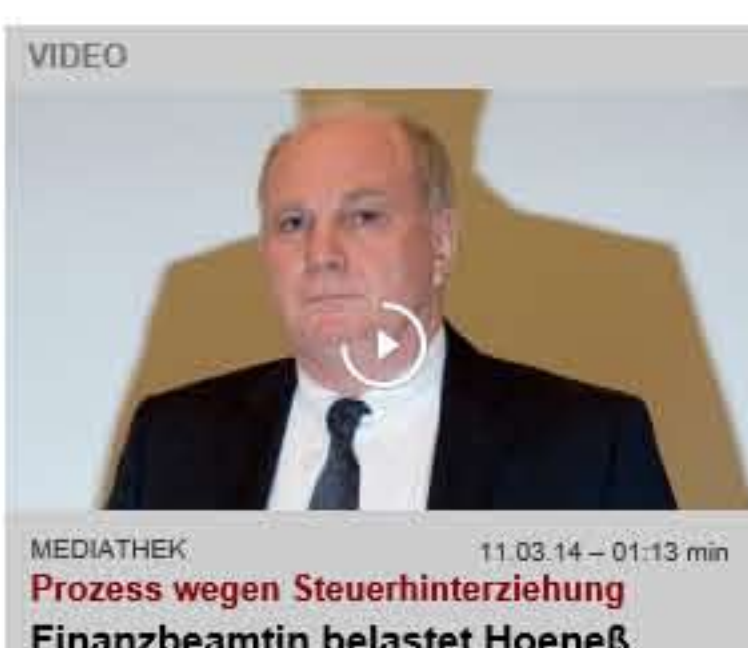 VIDEO
MEDIATHEK 11.03.14 – 01:13 min
Prozess wegen Steuerhinterziehung
Finanzbeamtin belastet Hoeneß